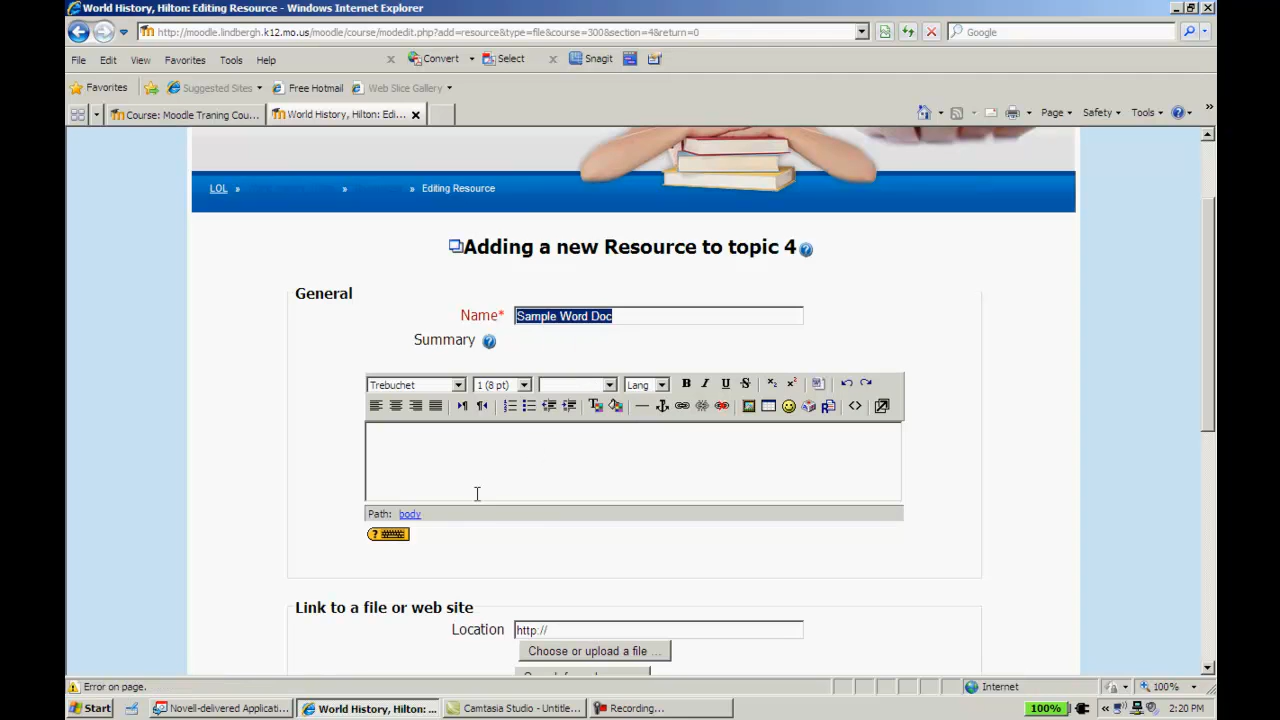 World History, Hilton: Editing Resource - Windows Internet Explorer
http://moodle.lindbergh.k12.mo.us/moodle/course/modedit.php?add=resource&type=file&course=300&section=4&return=0
Google
File Edit View Favorites Tools Help
Convert Select Snagit
Favorites Suggested Sites Free Hotmail Web Slice Gallery
Course: Moodle Traning Cou... World History, Hilton: Edi... Page Safety Tools
LOL » » » Editing Resource
Adding a new Resource to topic 4
General
Name* Sample Word Doc
Summary
Trebuchet 1 (8 pt) Lang B I U S
Path: body
Link to a file or web site
Location http://
Choose or upload a file ...
Error on page. Internet 100%
Start Novell-delivered Applicati... World History, Hilton: ... Camtasia Studio - Untitle... Recording... 100% 2:20 PM